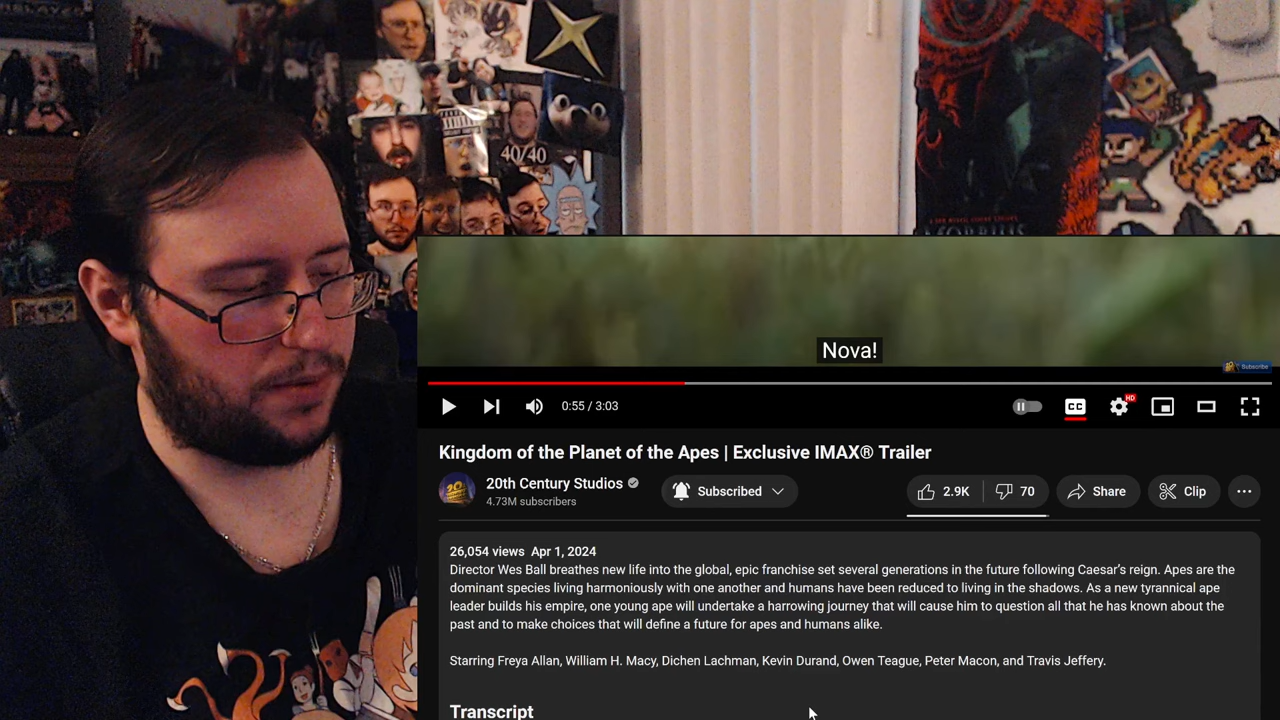 40/40
MORBIUS
Nova!
Subscribe
0:55 / 3:03
CC
HD
Kingdom of the Planet of the Apes | Exclusive IMAX® Trailer
20th Century Studios
4.73M subscribers
Subscribed
2.9K
70
Share
Clip
26,054 views Apr 1, 2024
Director Wes Ball breathes new life into the global, epic franchise set several generations in the future following Caesar’s reign. Apes are the
dominant species living harmoniously with one another and humans have been reduced to living in the shadows. As a new tyrannical ape
leader builds his empire, one young ape will undertake a harrowing journey that will cause him to question all that he has known about the
past and to make choices that will define a future for apes and humans alike.
Starring Freya Allan, William H. Macy, Dichen Lachman, Kevin Durand, Owen Teague, Peter Macon, and Travis Jeffery.
Transcript